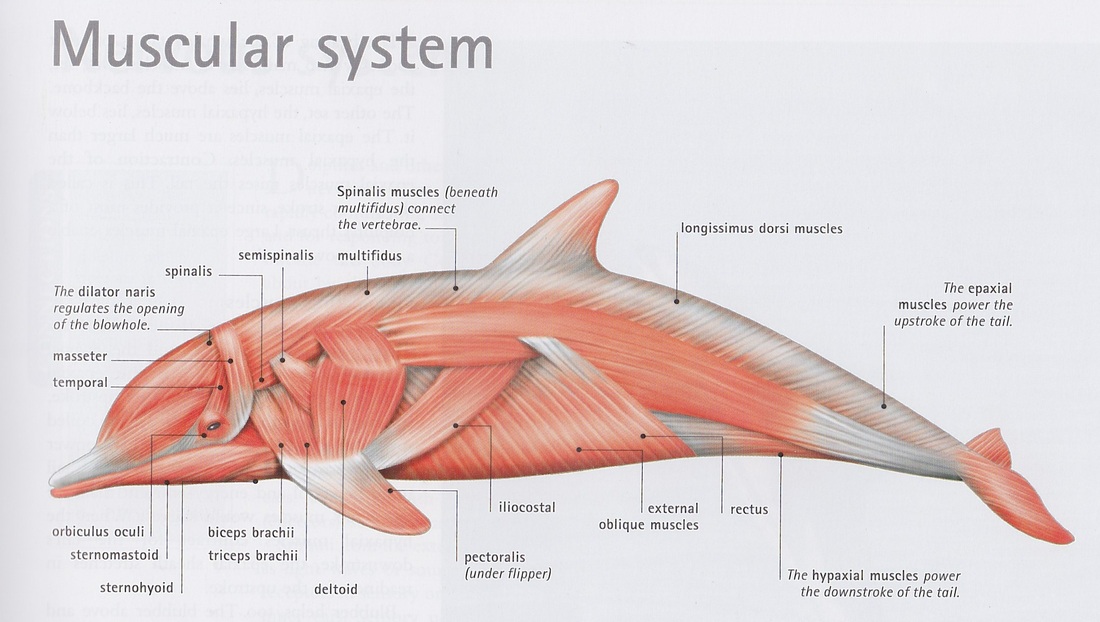 Muscular system
Spinalis muscles (beneath
multifidus) connect
the vertebrae.
longissimus dorsi muscles
semispinalis
multifidus
spinalis
The dilator naris
regulates the opening
of the blowhole.
The epaxial
muscles power the
upstroke of the tail.
masseter
temporal
iliocostal
external
oblique muscles
rectus
orbiculus oculi
biceps brachii
sternomastoid
triceps brachii
pectoralis
(under flipper)
sternohyoid
deltoid
The hypaxial muscles power
the downstroke of the tail.